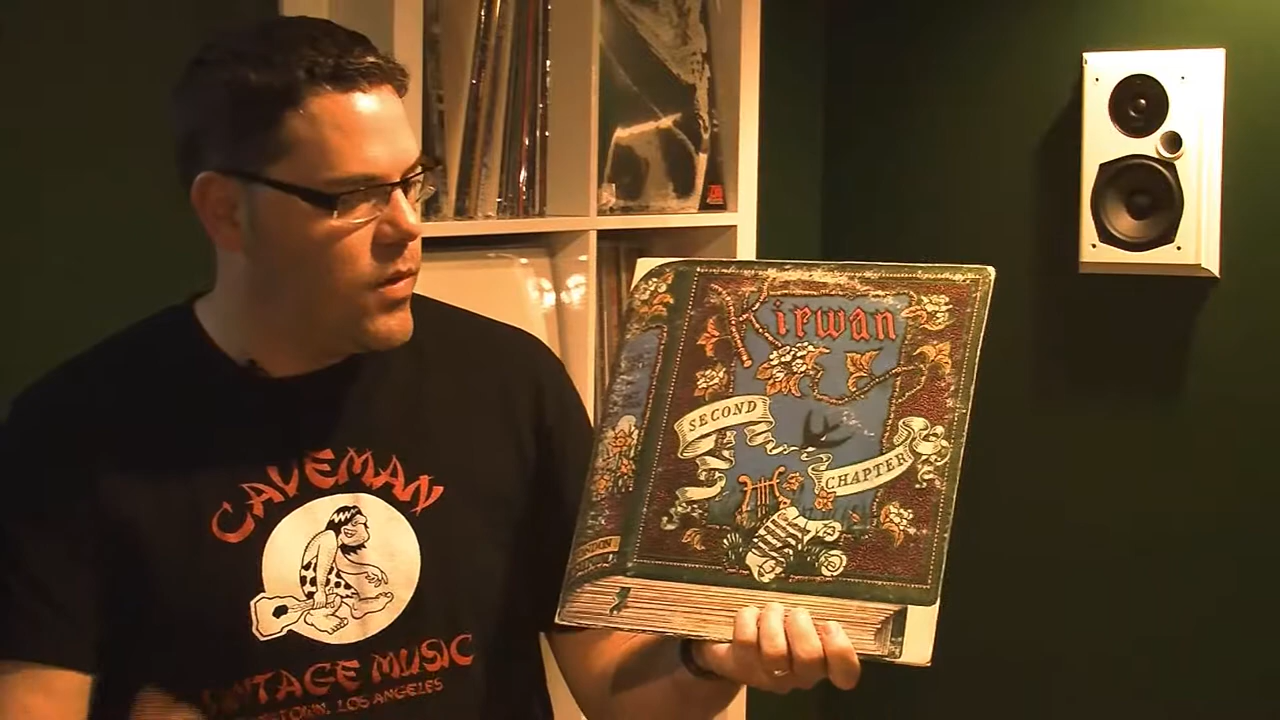 Kirwan
SECOND
CHAPTER
CAVEMAN
VINTAGE MUSIC
LOS ANGELES